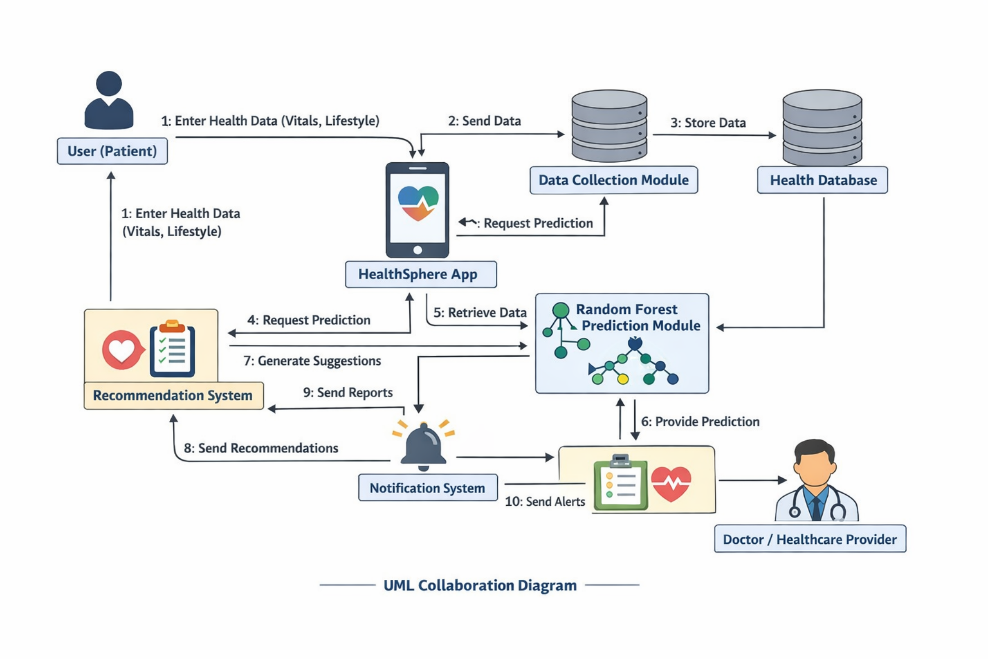 1: Enter Health Data (Vitals, Lifestyle)
2: Send Data
3: Store Data
User (Patient)
Data Collection Module
Health Database
1: Enter Health Data
(Vitals, Lifestyle)
: Request Prediction
HealthSphere App
4: Request Prediction
5: Retrieve Data
Random Forest
Prediction Module
7: Generate Suggestions
Recommendation System
9: Send Reports
6: Provide Prediction
8: Send Recommendations
Notification System
10: Send Alerts
Doctor / Healthcare Provider
UML Collaboration Diagram